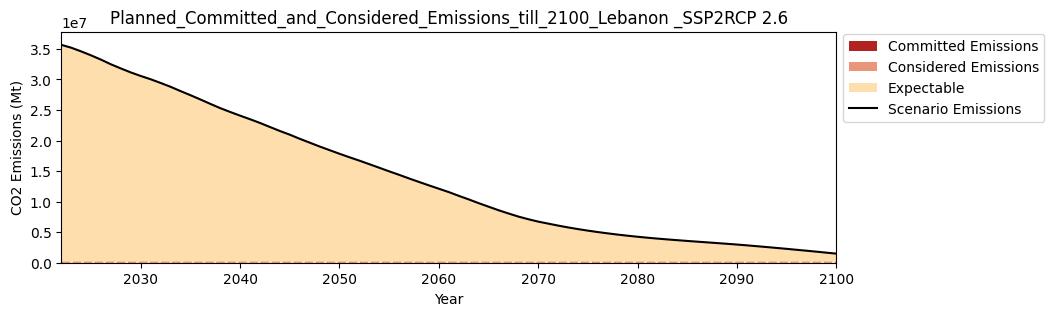 Planned_Committed_and_Considered_Emissions_till_2100_Lebanon _SSP2RCP 2.6
1e7
3.5
3.0
2.5
2.0
1.5
1.0
0.5
0.0
CO2 Emissions (Mt)
2030 2040 2050 2060 2070 2080 2090 2100
Year
Committed Emissions
Considered Emissions
Expectable
Scenario Emissions